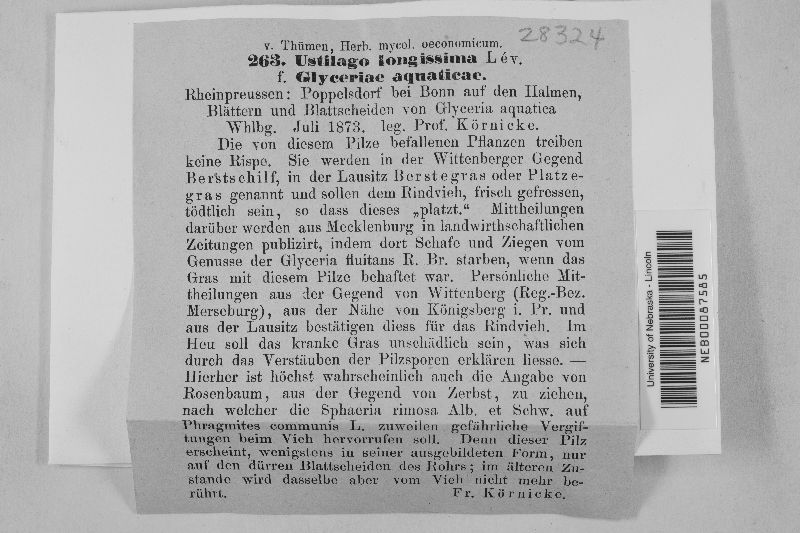 28324
v. Thümen, Herb. mycol. oeconomicum.
263. Ustilago longissima Lév.
f. Glyceriae aquaticae.
Rheinpreussen: Poppelsdorf bei Bonn auf den Halmen,
Blättern und Blattscheiden von Glyceria aquatica
Whlbg. Juli 1873. leg. Prof. Körnicke.
Die von diesem Pilze befallenen Pflanzen treiben
keine Rispe. Sie werden in der Wittenberger Gegend
Berstschilf, in der Lausitz Berstegras oder Platze-
gras genannt und sollen dem Rindvieh, frisch gefressen,
tödtlich sein, so dass dieses „platzt.“ Mittheilungen
darüber werden aus Mecklenburg in landwirthschaftlichen
Zeitungen publizirt, indem dort Schafe und Ziegen vom
Genusse der Glyceria fluitans R. Br. starben, wenn das
Gras mit diesem Pilze behaftet war. Persönliche Mit-
theilungen aus der Gegend von Wittenberg (Reg.-Bez.
Merseburg), aus der Nähe von Königsberg i. Pr. und
aus der Lausitz bestätigen diess für das Rindvieh. Im
Heu soll das kranke Gras unschädlich sein, was sich
durch das Verstäuben der Pilzsporen erklären liesse. —
Hierher ist höchst wahrscheinlich auch die Angabe von
Rosenbaum, aus der Gegend von Zerbst, zu ziehen,
nach welcher die Sphaeria rimosa Alb. et Schw. auf
Phragmites communis L. zuweilen gefährliche Vergif-
tungen beim Vieh hervorrufen soll. Denn dieser Pilz
erscheint, wenigstens in seiner ausgebildeten Form, nur
auf den dürren Blattscheiden des Rohrs; im älteren Zu-
stande wird dasselbe aber vom Vieh nicht mehr be-
rührt. Fr. Körnicke.
University of Nebraska - Lincoln
NEB00087585